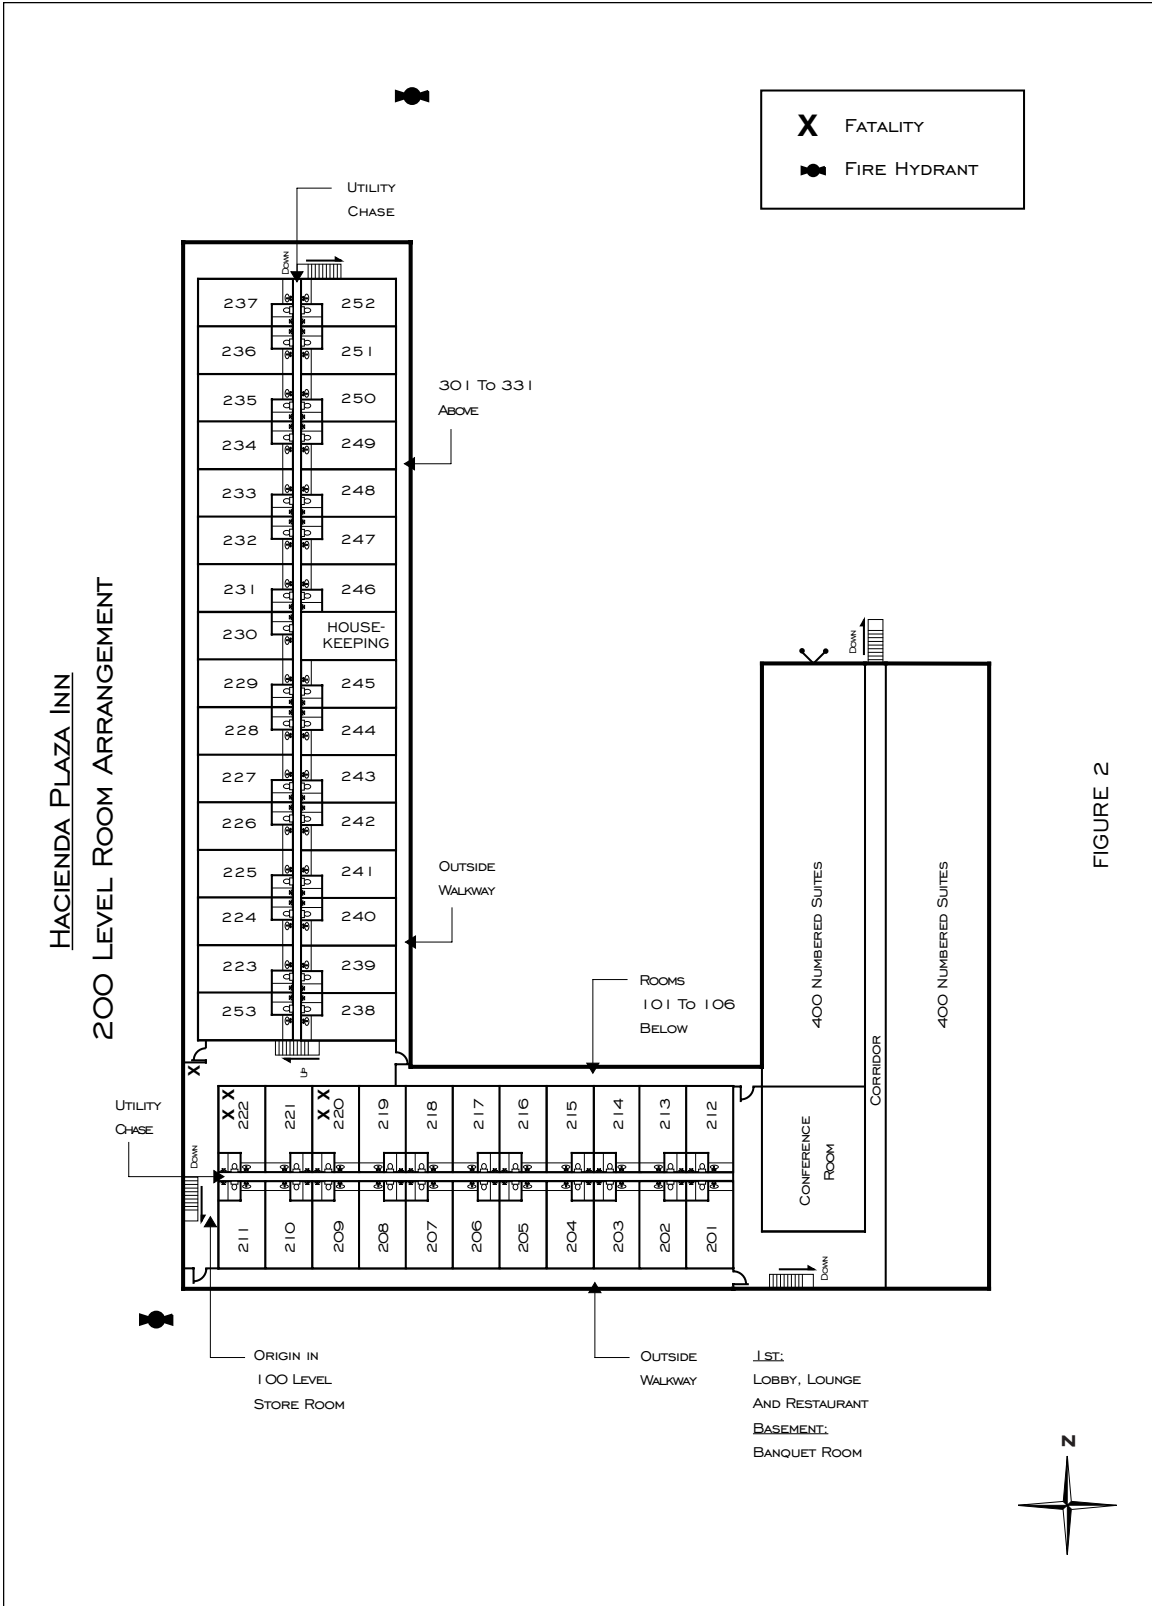 HACIENDA PLAZA INN
200 LEVEL ROOM ARRANGEMENT
X FATALITY
FIRE HYDRANT
UTILITY
CHASE
DOWN
237 252
236 251
235 250
234 249
233 248
232 247
231 246
230 HOUSE-
KEEPING
229 245
228 244
227 243
226 242
225 241
224 240
223 239
253 238
301 TO 331
ABOVE
OUTSIDE
WALKWAY
ROOMS
101 TO 106
BELOW
UP
X
UTILITY
CHASE
DOWN
X X
X X
222
221
X X
220
219
218
217
216
215
214
213
212
211
210
209
208
207
206
205
204
203
202
201
DOWN
400 NUMBERED SUITES
400 NUMBERED SUITES
CORRIDOR
CONFERENCE
ROOM
DOWN
ORIGIN IN
100 LEVEL
STORE ROOM
OUTSIDE
WALKWAY
1ST:
LOBBY, LOUNGE
AND RESTAURANT
BASEMENT:
BANQUET ROOM
FIGURE 2
N